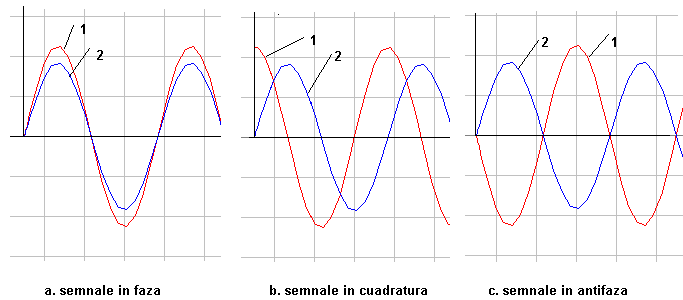 1
2
1
2
2
1
a. semnale in faza
b. semnale in cuadratura
c. semnale in antifaza